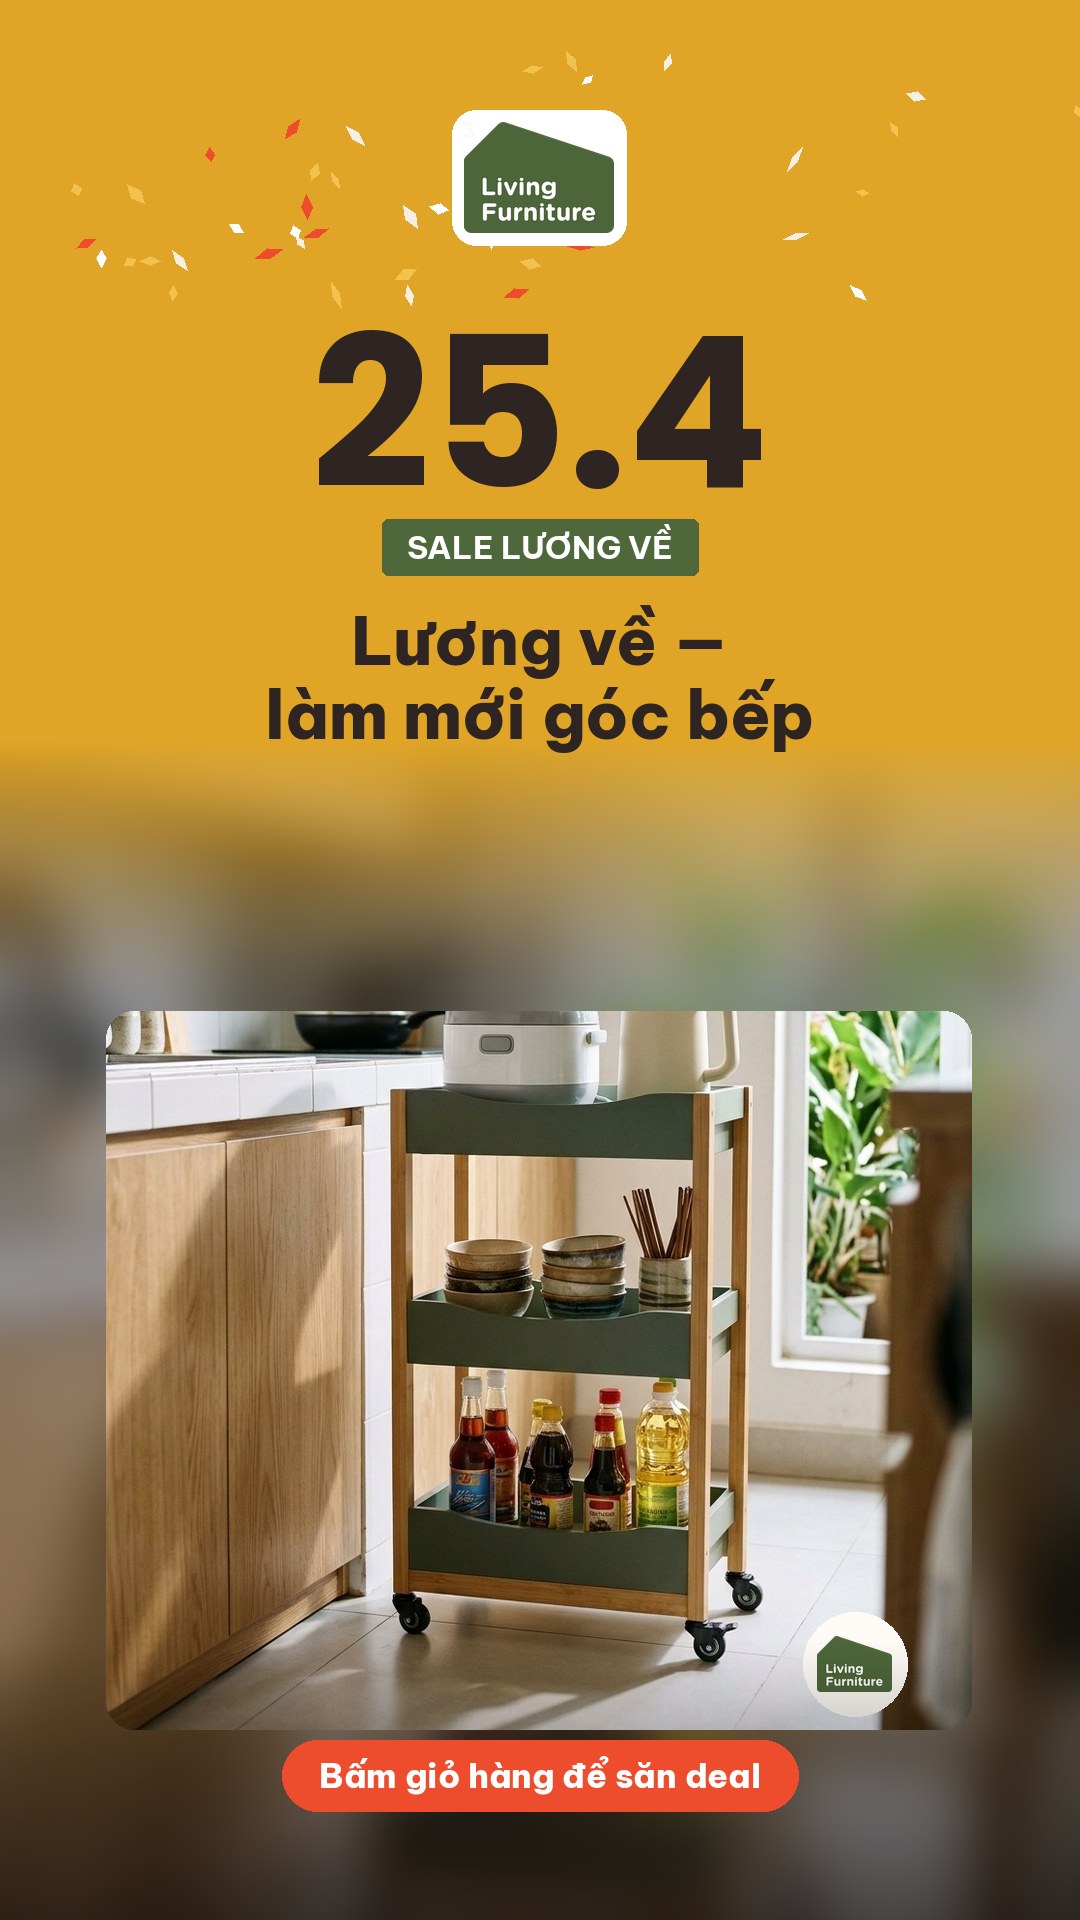 Living
Furniture
25.4
SALE LƯƠNG VỀ
Lương về –
làm mới góc bếp
Living
Furniture
Bấm giỏ hàng để săn deal